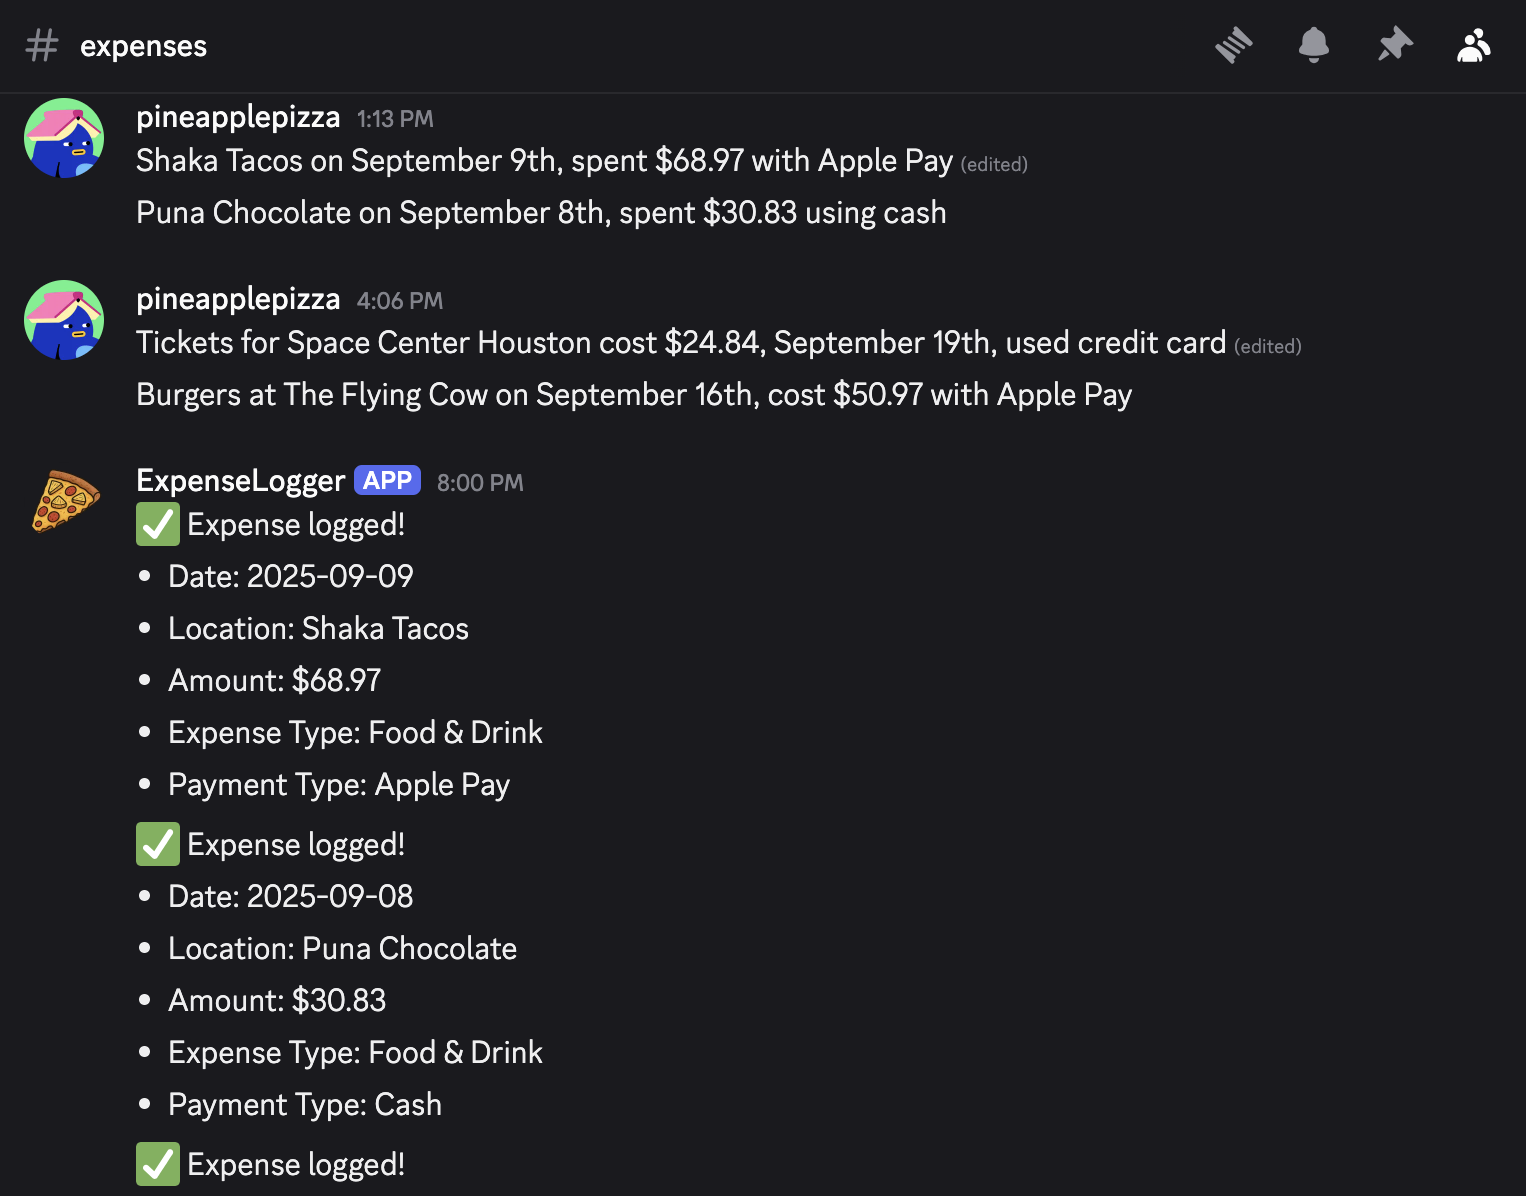 expenses
pineapplepizza 1:13 PM
Shaka Tacos on September 9th, spent $68.97 with Apple Pay (edited)
Puna Chocolate on September 8th, spent $30.83 using cash
pineapplepizza 4:06 PM
Tickets for Space Center Houston cost $24.84, September 19th, used credit card (edited)
Burgers at The Flying Cow on September 16th, cost $50.97 with Apple Pay
ExpenseLogger APP 8:00 PM
✅ Expense logged!
• Date: 2025-09-09
• Location: Shaka Tacos
• Amount: $68.97
• Expense Type: Food & Drink
• Payment Type: Apple Pay
✅ Expense logged!
• Date: 2025-09-08
• Location: Puna Chocolate
• Amount: $30.83
• Expense Type: Food & Drink
• Payment Type: Cash
✅ Expense logged!